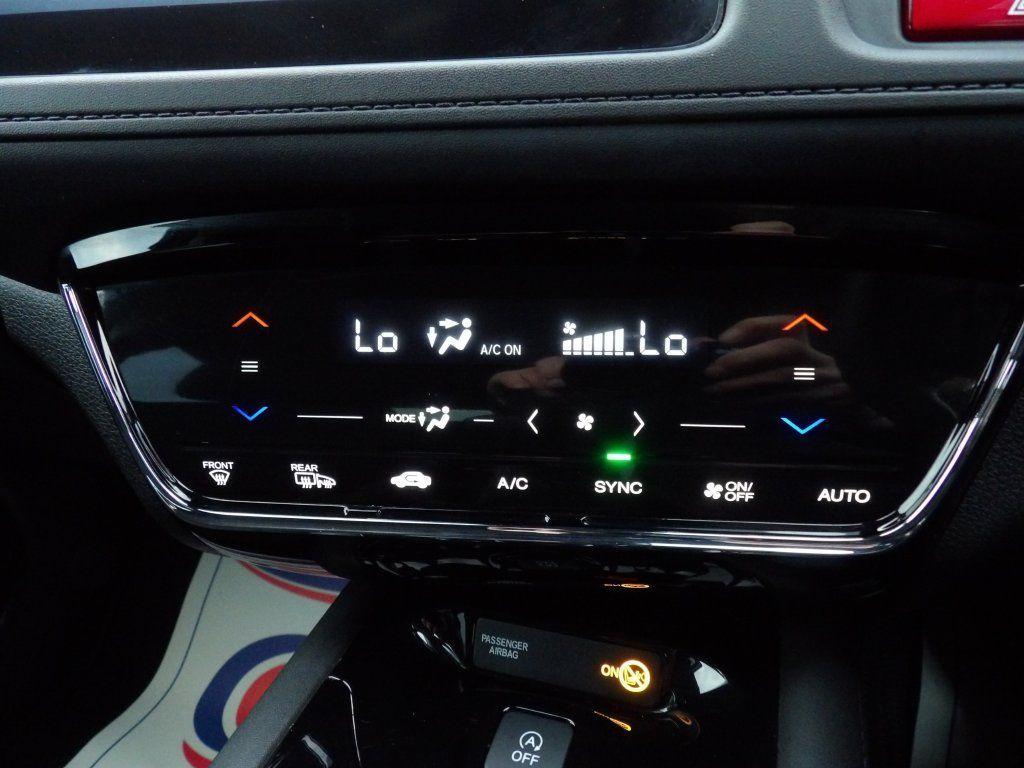 Lo A/C ON Lo
MODE
FRONT
REAR
A/C
SYNC
ON/
OFF
AUTO
PASSENGER
AIRBAG
ON
A
OFF